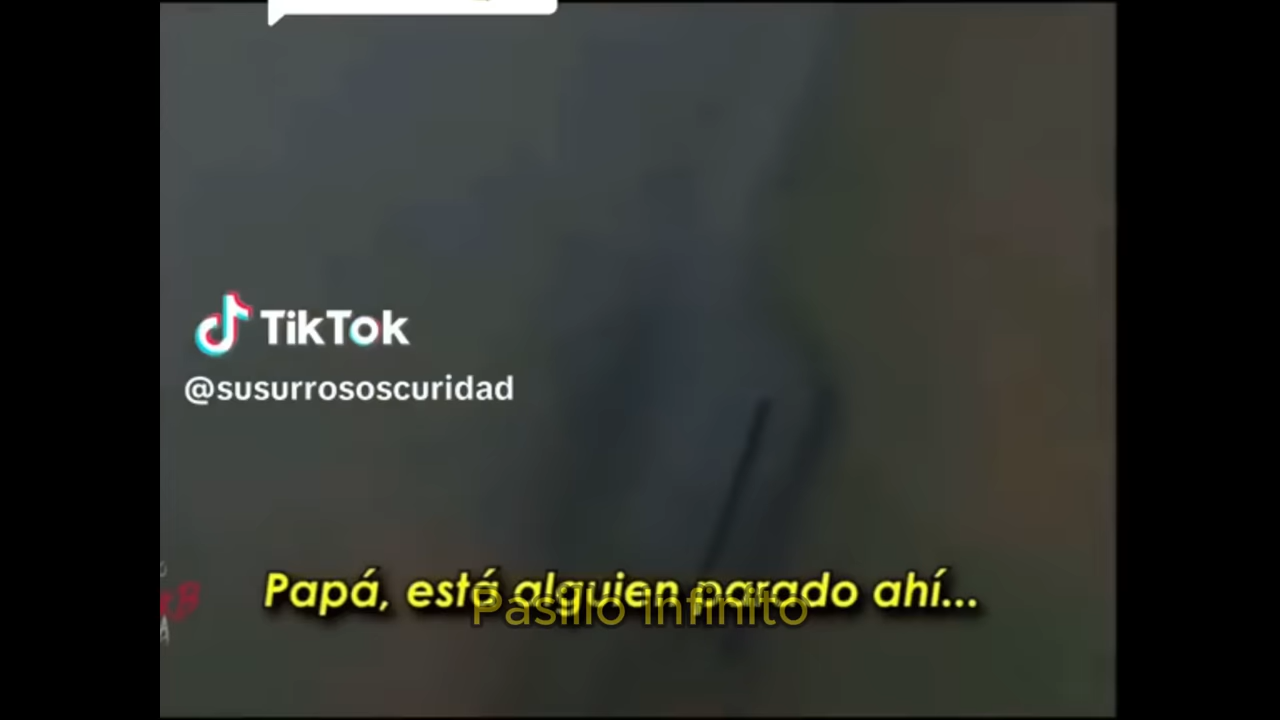 TikTok
@susurrososcuridad
Papá, está alguien parado ahí...
Pasillo Infinito